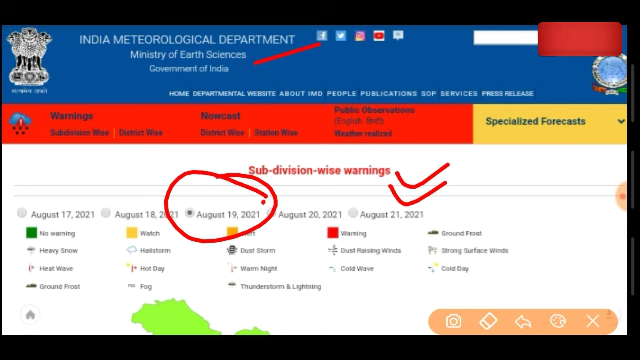 INDIA METEOROLOGICAL DEPARTMENT
Ministry of Earth Sciences
Government of India
सत्यमेव जयते
HOME DEPARTMENTAL WEBSITE ABOUT IMD PEOPLE PUBLICATIONS SOP SERVICES PRESS RELEASE
Warnings
Subdivision Wise | District Wise
Nowcast
District Wise | Station Wise
Public Observations
(English, हिन्दी)
Weather realized
Specialized Forecasts
Sub-division-wise warnings
August 17, 2021 August 18, 2021 August 19, 2021 August 20, 2021 August 21, 2021
No warning Watch Warning Ground Frost
Heavy Snow Hailstorm Dust Storm Dust Raising Winds Strong Surface Winds
Heat Wave Hot Day Warm Night Cold Wave Cold Day
Ground Frost Fog Thunderstorm & Lightning